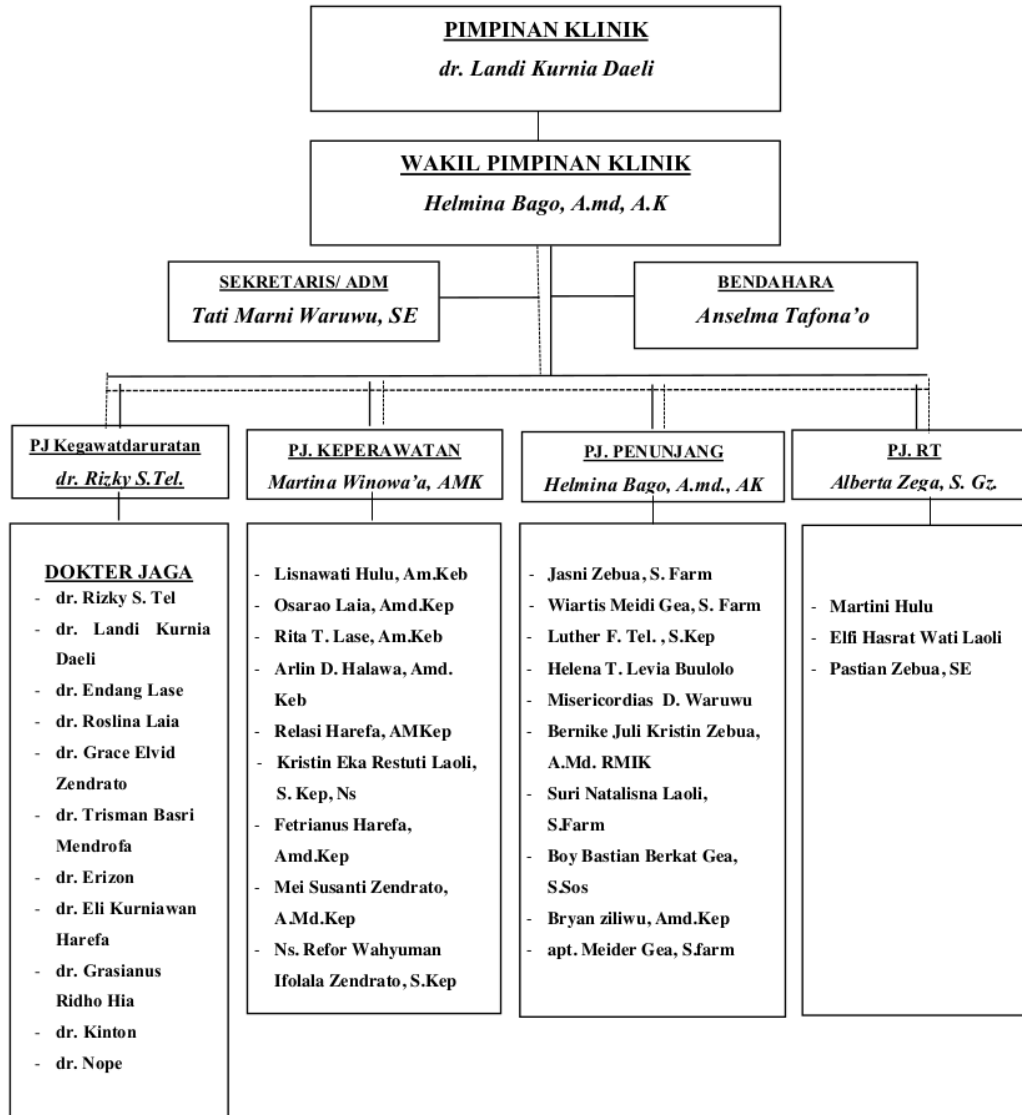 PIMPINAN KLINIK
dr. Landi Kurnia Daeli
WAKIL PIMPINAN KLINIK
Helmina Bago, A.md, A.K
SEKRETARIS/ ADM
Tati Marni Waruwu, SE
BENDAHARA
Anselma Tafona’o
PJ Kegawatdaruratan
dr. Rizky S.Tel.
PJ. KEPERAWATAN
Martina Winowa’a, AMK
PJ. PENUNJANG
Helmina Bago, A.md., AK
PJ. RT
Alberta Zega, S. Gz.
DOKTER JAGA
- dr. Rizky S. Tel
- dr. Landi Kurnia
Daeli
- dr. Endang Lase
- dr. Roslina Laia
- dr. Grace Elvid
Zendrato
- dr. Trisman Basri
Mendrofa
- dr. Erizon
- dr. Eli Kurniawan
Harefa
- dr. Grasianus
Ridho Hia
- dr. Kinton
- dr. Nope
- Lisnawati Hulu, Am.Keb
- Osarao Laia, Amd.Kep
- Rita T. Lase, Am.Keb
- Arlin D. Halawa, Amd.
Keb
- Relasi Harefa, AMKep
- Kristin Eka Restuti Laoli,
S. Kep, Ns
- Fetrianus Harefa,
Amd.Kep
- Mei Susanti Zendrato,
A.Md.Kep
- Ns. Refor Wahyuman
Ifolala Zendrato, S.Kep
- Jasni Zebua, S. Farm
- Wiartis Meidi Gea, S. Farm
- Luther F. Tel. , S.Kep
- Helena T. Levia Buulolo
- Misericordias D. Waruwu
- Bernike Juli Kristin Zebua,
A.Md. RMIK
- Suri Natalisna Laoli,
S.Farm
- Boy Bastian Berkat Gea,
S.Sos
- Bryan ziliwu, Amd.Kep
- apt. Meider Gea, S.farm
- Martini Hulu
- Elfi Hasrat Wati Laoli
- Pastian Zebua, SE